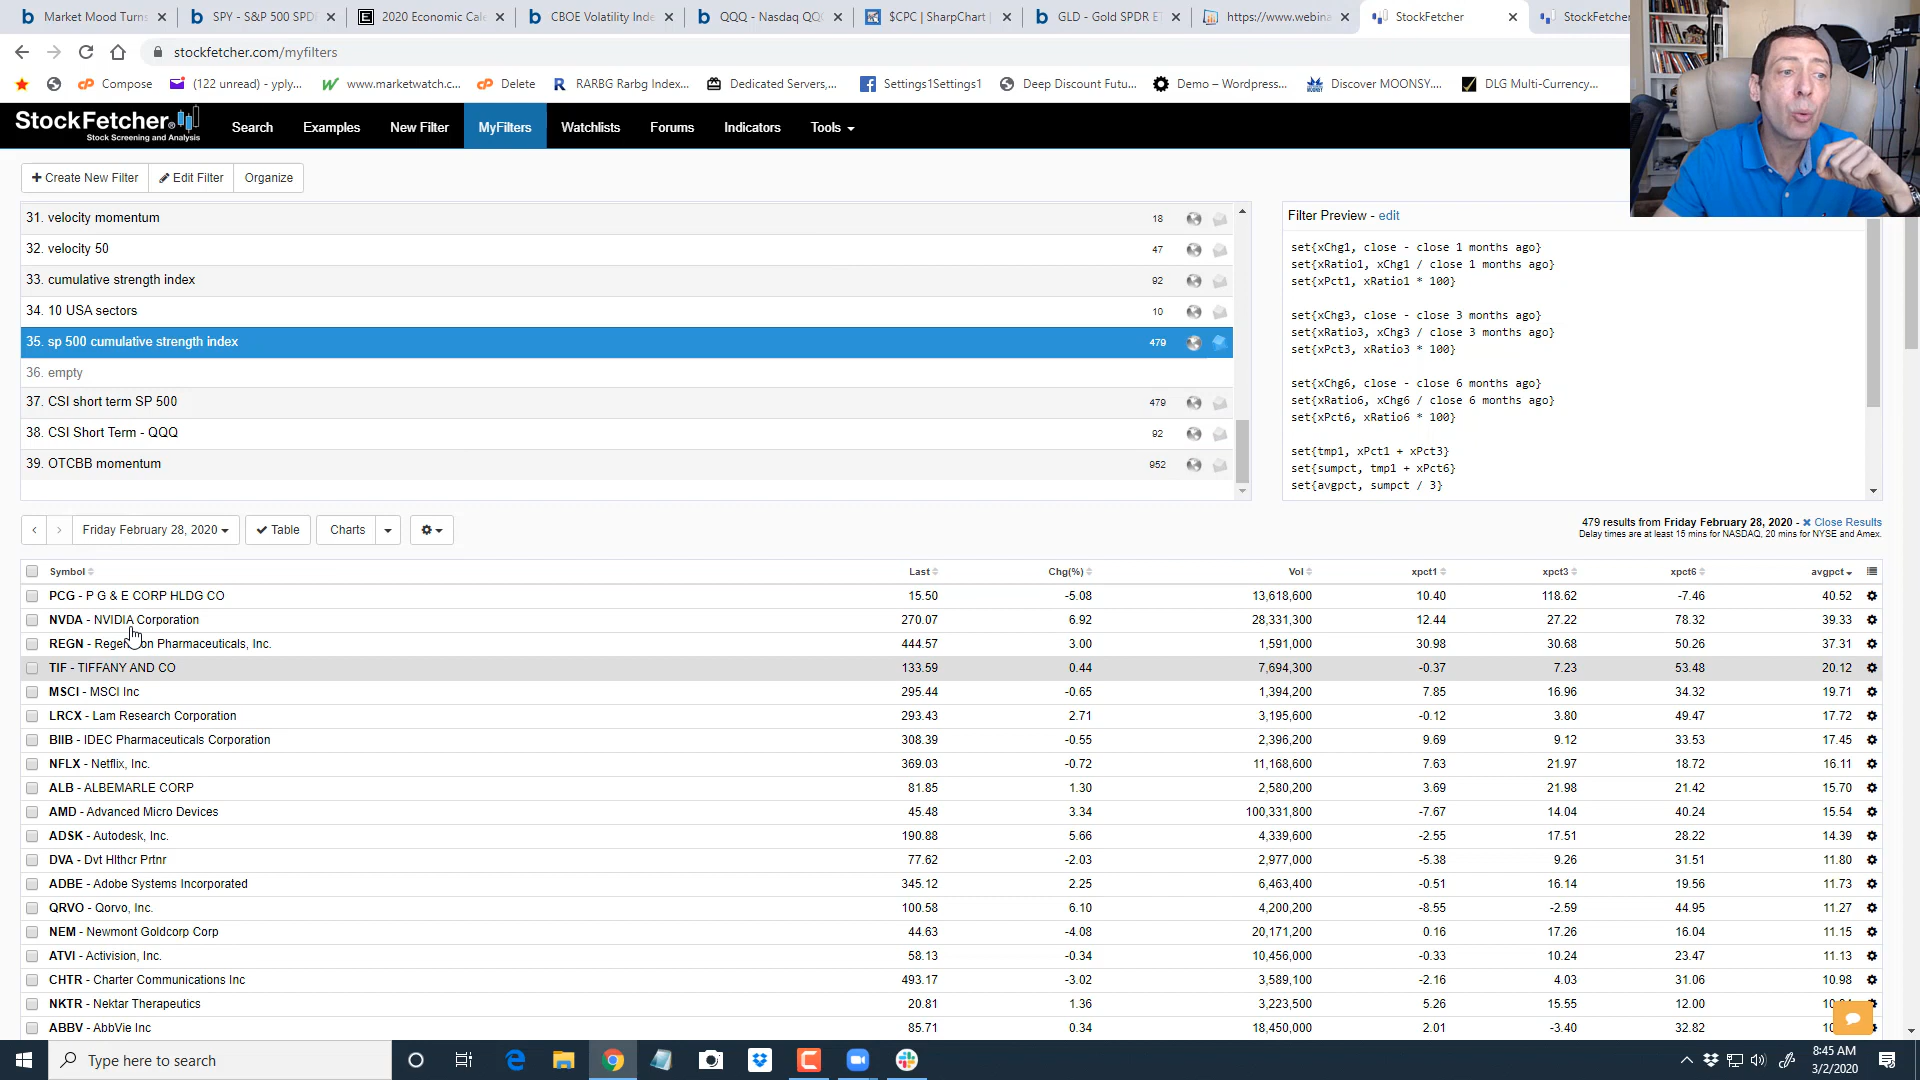 Market Mood Turns
SPY - S&P 500 SPD
2020 Economic Cal
CBOE Volatility Inde
QQQ - Nasdaq QQ
$CPC | SharpChart |
GLD - Gold SPDR E
https://www.webina
StockFetcher
StockFetcher
stockfetcher.com/myfilters
Compose
(122 unread) - yply...
www.marketwatch.c...
Delete
RARBG Rarbg Index...
Dedicated Servers,...
Settings1Settings1
Deep Discount Futu...
Demo – Wordpress...
Discover MOONSY....
DLG Multi-Currency...
StockFetcher
Stock Screening and Analysis
Search Examples New Filter MyFilters Watchlists Forums Indicators Tools
Create New Filter Edit Filter Organize
31. velocity momentum 18
32. velocity 50 47
33. cumulative strength index 92
34. 10 USA sectors 10
35. sp 500 cumulative strength index 479
36. empty
37. CSI short term SP 500 479
38. CSI Short Term - QQQ 92
39. OTCBB momentum 952
Filter Preview - edit
set{xChg1, close - close 1 months ago}
set{xRatio1, xChg1 / close 1 months ago}
set{xPct1, xRatio1 * 100}
set{xChg3, close - close 3 months ago}
set{xRatio3, xChg3 / close 3 months ago}
set{xPct3, xRatio3 * 100}
set{xChg6, close - close 6 months ago}
set{xRatio6, xChg6 / close 6 months ago}
set{xPct6, xRatio6 * 100}
set{tmp1, xPct1 + xPct3}
set{sumpct, tmp1 + xPct6}
set{avgpct, sumpct / 3}
Friday February 28, 2020 Table Charts
479 results from Friday February 28, 2020 - Close Results
Delay times are at least 15 mins for NASDAQ, 20 mins for NYSE and Amex.
Symbol Last Chg(%) Vol xpct1 xpct3 xpct6 avgpct
PCG - P G & E CORP HLDG CO 15.50 -5.08 13,618,600 10.40 118.62 -7.46 40.52
NVDA - NVIDIA Corporation 270.07 6.92 28,331,300 12.44 27.22 78.32 39.33
REGN - Regeneron Pharmaceuticals, Inc. 444.57 3.00 1,591,000 30.98 30.68 50.26 37.31
TIF - TIFFANY AND CO 133.59 0.44 7,694,300 -0.37 7.23 53.48 20.12
MSCI - MSCI Inc 295.44 -0.65 1,394,200 7.85 16.96 34.32 19.71
LRCX - Lam Research Corporation 293.43 2.71 3,195,600 -0.12 3.80 49.47 17.72
BIIB - IDEC Pharmaceuticals Corporation 308.39 -0.55 2,396,200 9.69 9.12 33.53 17.45
NFLX - Netflix, Inc. 369.03 -0.72 11,168,600 7.63 21.97 18.72 16.11
ALB - ALBEMARLE CORP 81.85 1.30 2,580,200 3.69 21.98 21.42 15.70
AMD - Advanced Micro Devices 45.48 3.34 100,331,800 -7.67 14.04 40.24 15.54
ADSK - Autodesk, Inc. 190.88 5.66 4,339,600 -2.55 17.51 28.22 14.39
DVA - Dvt Hlthcr Prtnr 77.62 -2.03 2,977,000 -5.38 9.26 31.51 11.80
ADBE - Adobe Systems Incorporated 345.12 2.25 6,463,400 -0.51 16.14 19.56 11.73
QRVO - Qorvo, Inc. 100.58 6.10 4,200,200 -8.55 -2.59 44.95 11.27
NEM - Newmont Goldcorp Corp 44.63 -4.08 20,171,200 0.16 17.26 16.04 11.15
ATVI - Activision, Inc. 58.13 -0.34 10,456,000 -0.33 10.24 23.47 11.13
CHTR - Charter Communications Inc 493.17 -3.02 3,589,100 -2.16 4.03 31.06 10.98
NKTR - Nektar Therapeutics 20.81 1.36 3,223,500 5.26 15.55 12.00
ABBV - AbbVie Inc 85.71 0.34 18,450,000 2.01 -3.40 32.82
Type here to search
8:45 AM
3/2/2020